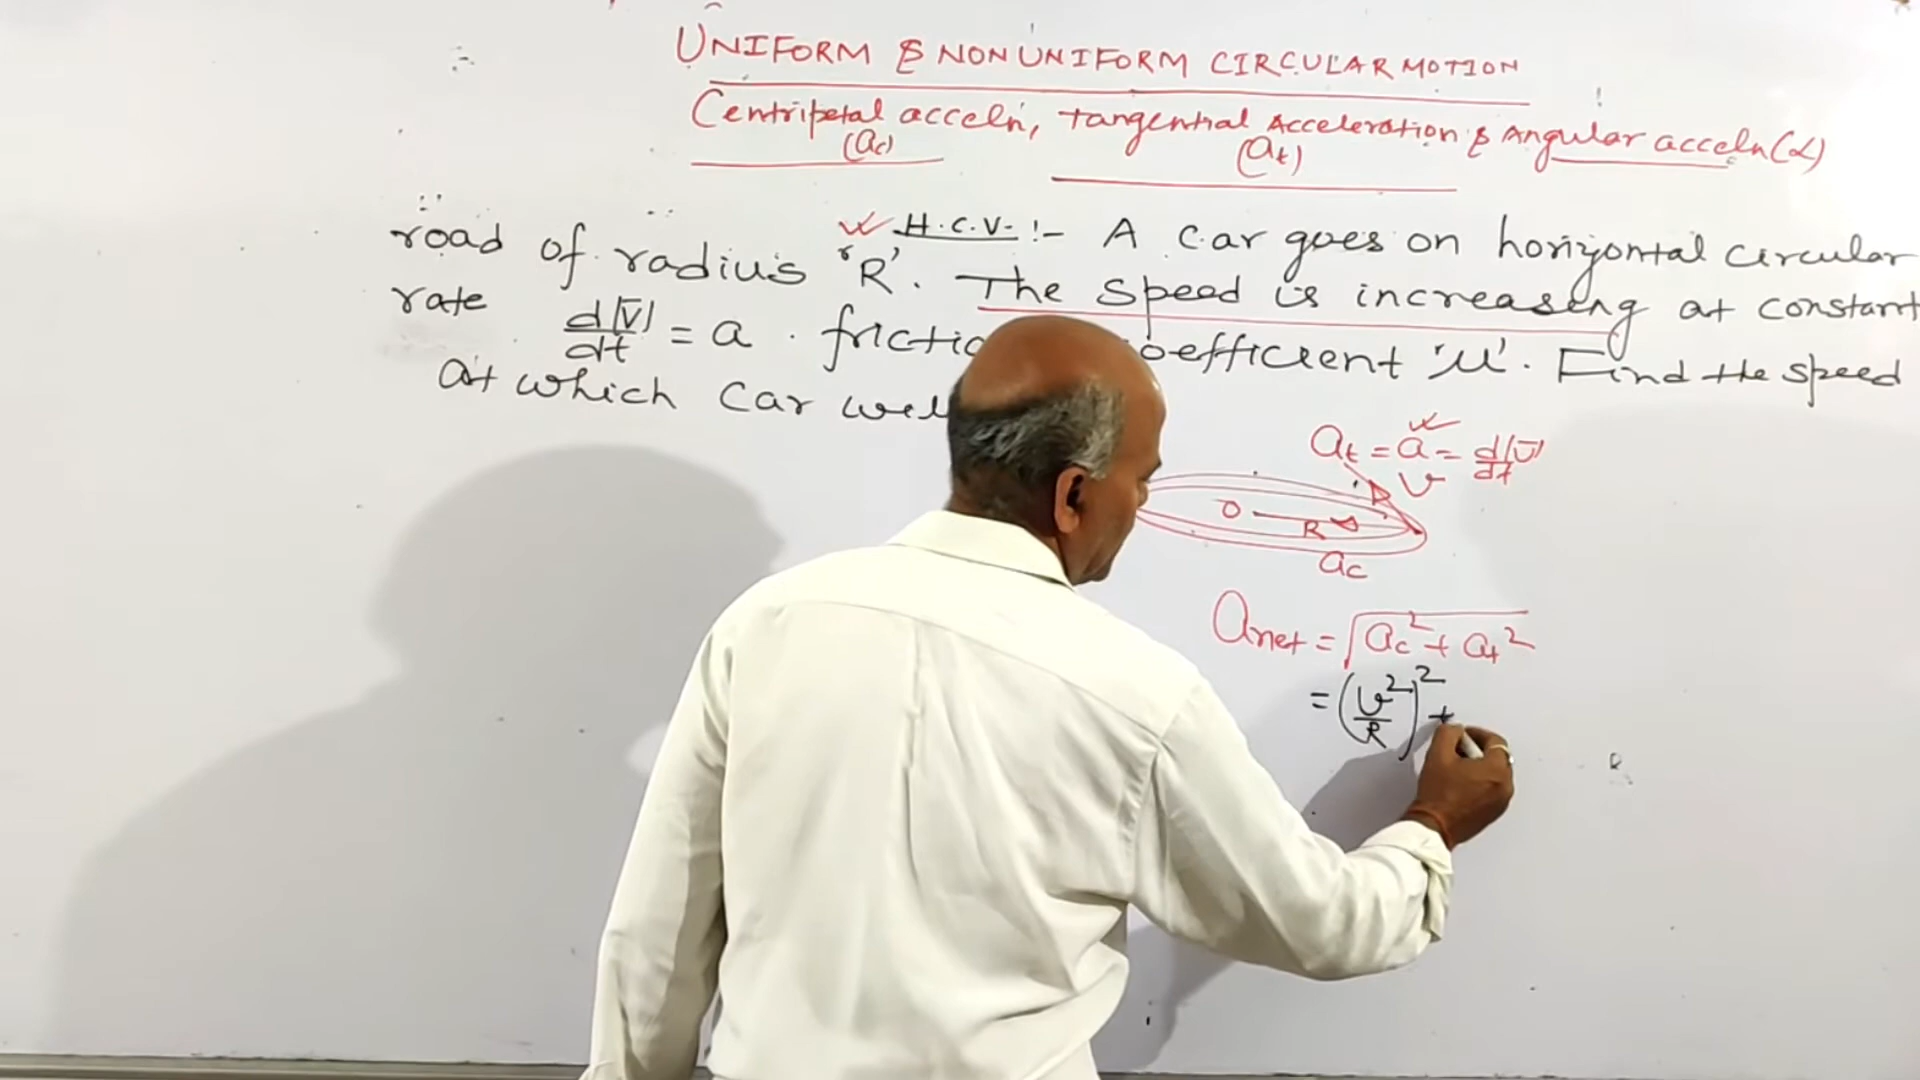 UNIFORM & NONUNIFORM CIRCULAR MOTION
Centripetal acceln, tangential Acceleration & Angular acceln (α)
(ac) (at)
H.C.V. :- A car goes on horizontal circular
road of radius 'R'. The speed is increasing at constant
rate d|v̄|/dt = a . friction coefficient 'μ'. Find the speed
at which car
at = a = d|v̄|/dt
v
O R
ac
anet = √(ac² + at²)
= (v²/R)² +